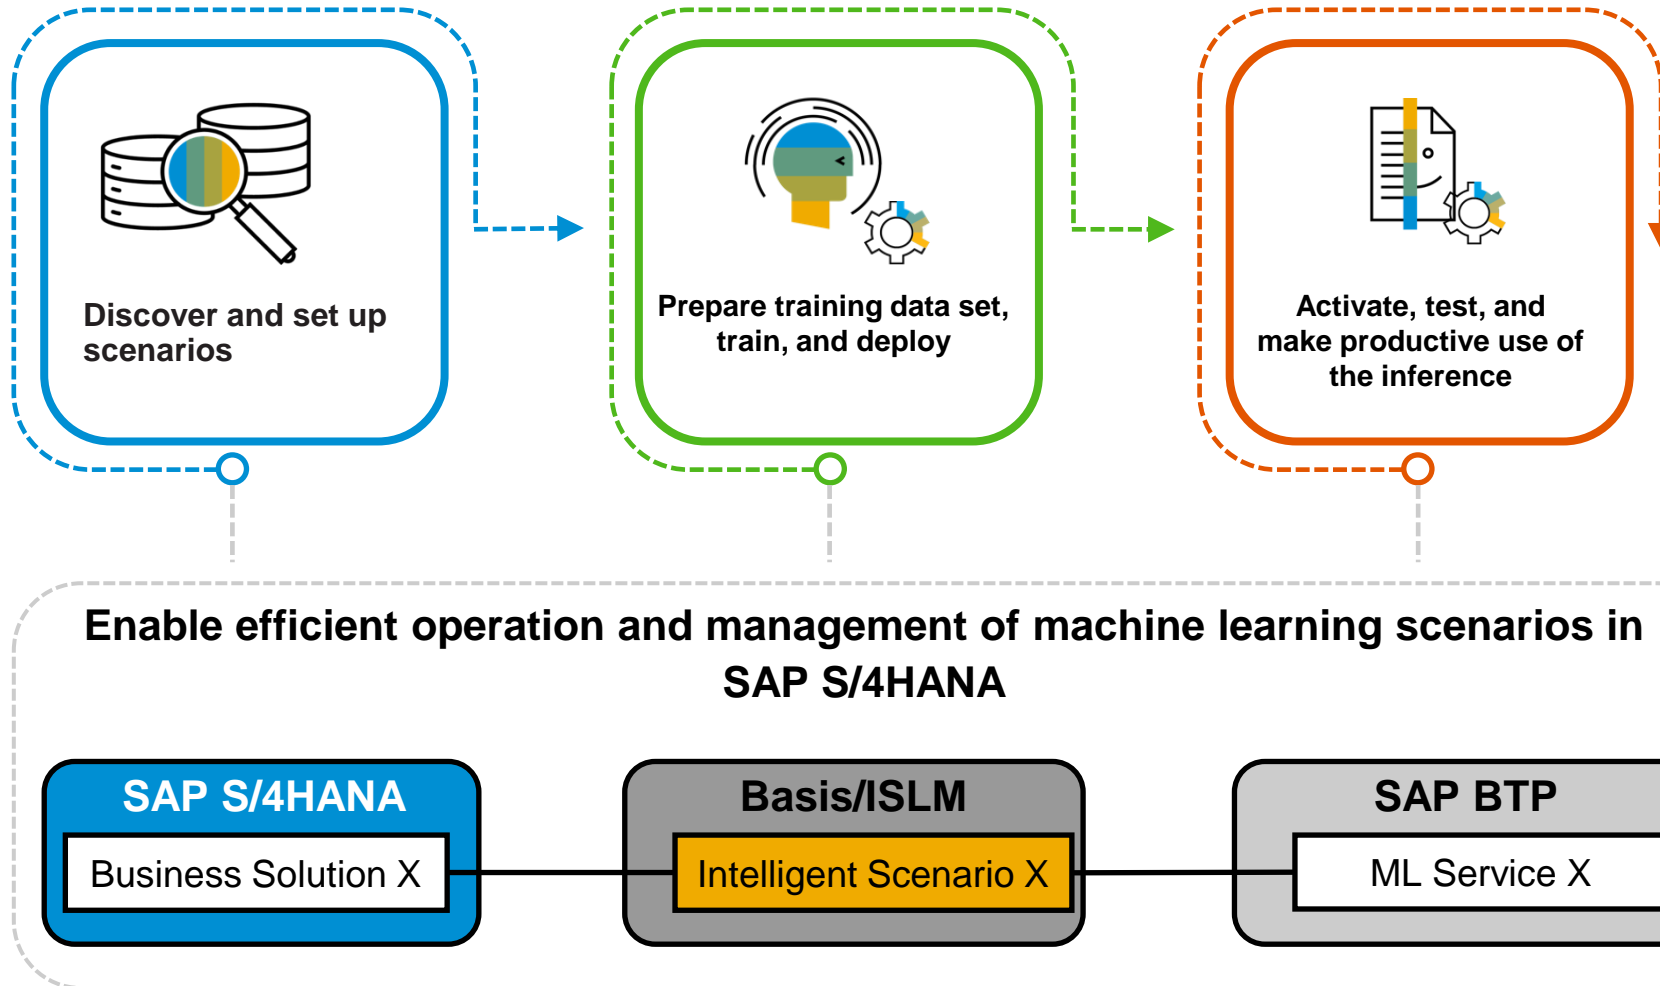 Discover and set up
scenarios
Prepare training data set,
train, and deploy
Activate, test, and
make productive use of
the inference
Enable efficient operation and management of machine learning scenarios in
SAP S/4HANA
SAP S/4HANA
Business Solution X
Basis/ISLM
Intelligent Scenario X
SAP BTP
ML Service X